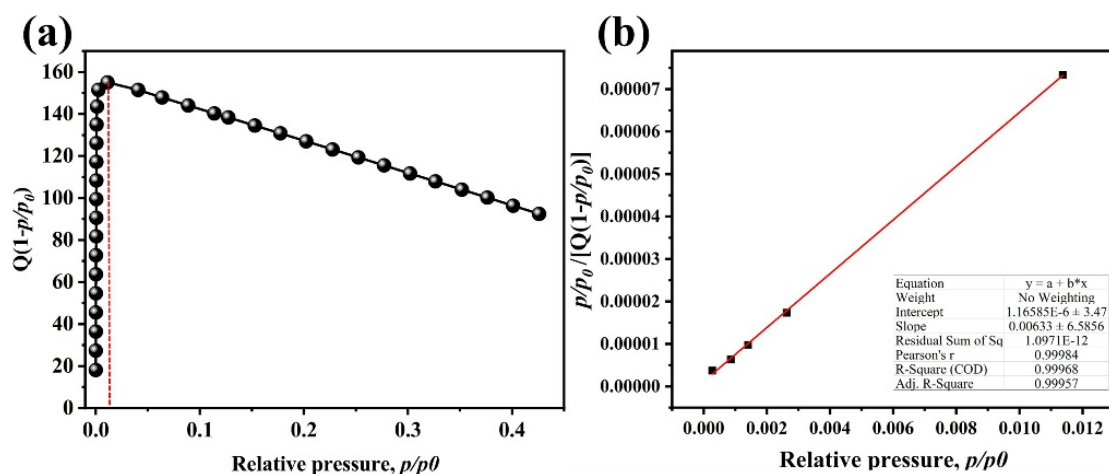 (a)
Q(1-p/p0)
160
140
120
100
80
60
40
20
0
0.0 0.1 0.2 0.3 0.4
Relative pressure, p/p0
(b)
p/p0 /[Q(1-p/p0)]
0.00007
0.00006
0.00005
0.00004
0.00003
0.00002
0.00001
0.00000
Equation y = a + b*x
Weight No Weighting
Intercept 1.16585E-6 ± 3.47
Slope 0.00633 ± 6.5856
Residual Sum of Sq 1.0971E-12
Pearson's r 0.99984
R-Square (COD) 0.99968
Adj. R-Square 0.99957
0.000 0.002 0.004 0.006 0.008 0.010 0.012
Relative pressure, p/p0